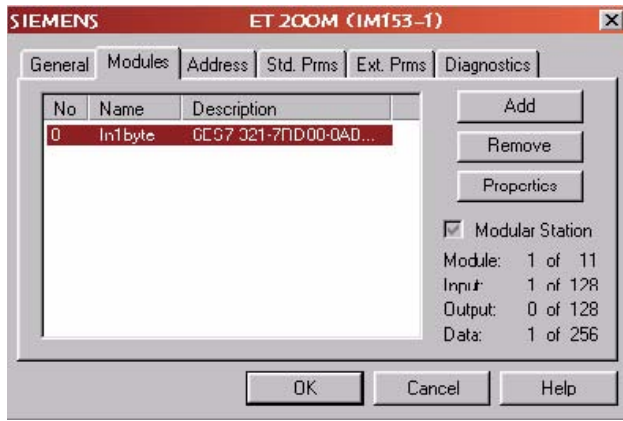 SIEMENS ET 200M (IM153-1)
General Modules Address Std. Prms Ext. Prms Diagnostics
No Name Description
0 In1byte 6ES7 321-7RD00-0AB...
Add
Remove
Properties
Modular Station
Module: 1 of 11
Input: 1 of 128
Output: 0 of 128
Data: 1 of 256
OK Cancel Help